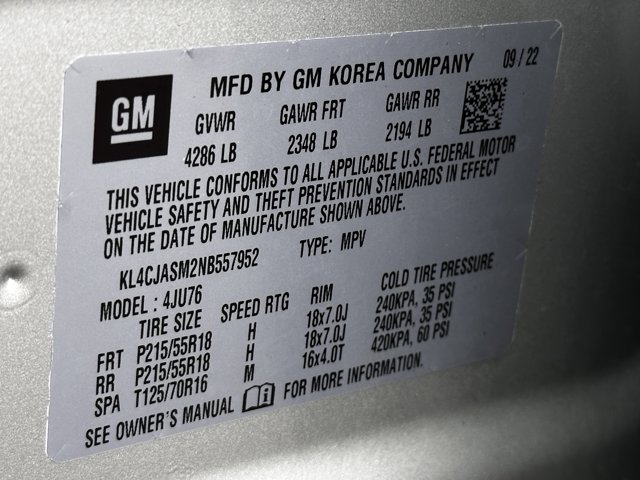 GM
MFD BY GM KOREA COMPANY 09 / 22
GVWR GAWR FRT GAWR RR
4286 LB 2348 LB 2194 LB
THIS VEHICLE CONFORMS TO ALL APPLICABLE U.S. FEDERAL MOTOR
VEHICLE SAFETY AND THEFT PREVENTION STANDARDS IN EFFECT
ON THE DATE OF MANUFACTURE SHOWN ABOVE.
KL4CJASM2NB557952 TYPE: MPV
MODEL : 4JU76
TIRE SIZE SPEED RTG RIM COLD TIRE PRESSURE
FRT P215/55R18 H 18x7.0J 240KPA, 35 PSI
RR P215/55R18 H 18x7.0J 240KPA, 35 PSI
SPA T125/70R16 M 16x4.0T 420KPA, 60 PSI
SEE OWNER'S MANUAL FOR MORE INFORMATION.